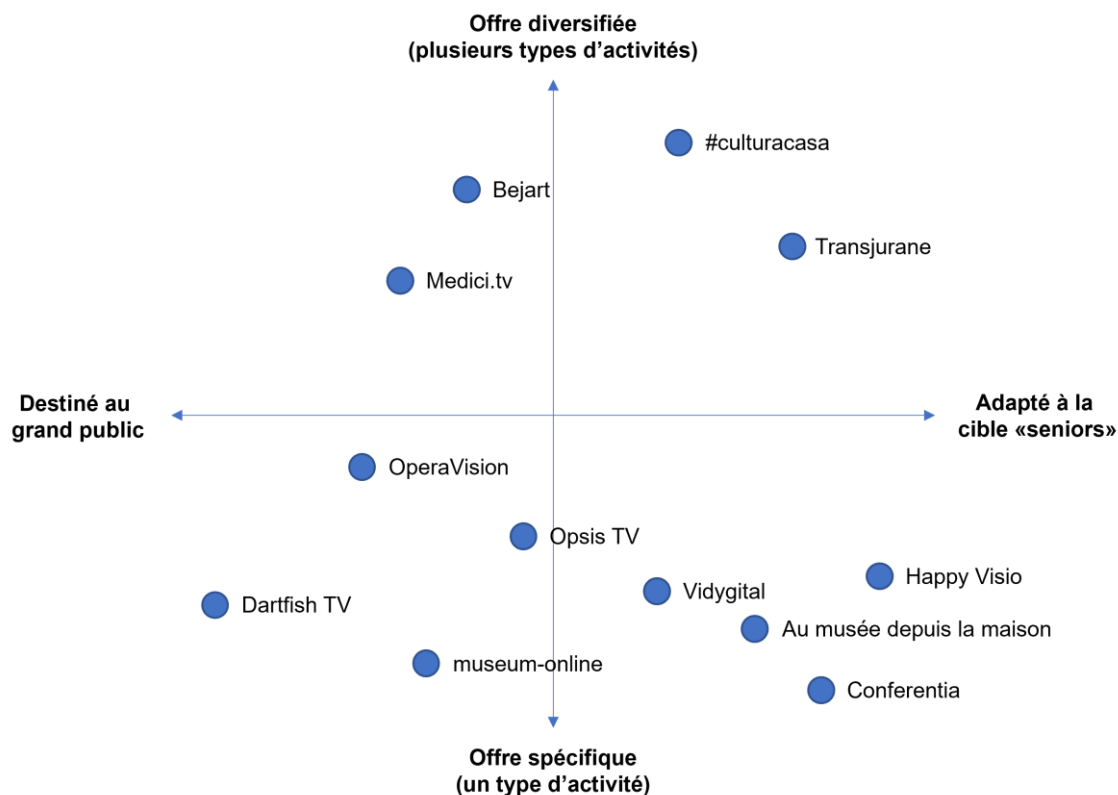 Offre diversifiée
(plusieurs types d’activités)
#culturacasa
Bejart
Transjurane
Medici.tv
Destiné au
grand public
Adapté à la
cible «seniors»
OperaVision
Opsis TV
Happy Visio
Vidygital
Dartfish TV
Au musée depuis la maison
museum-online
Conferentia
Offre spécifique
(un type d’activité)